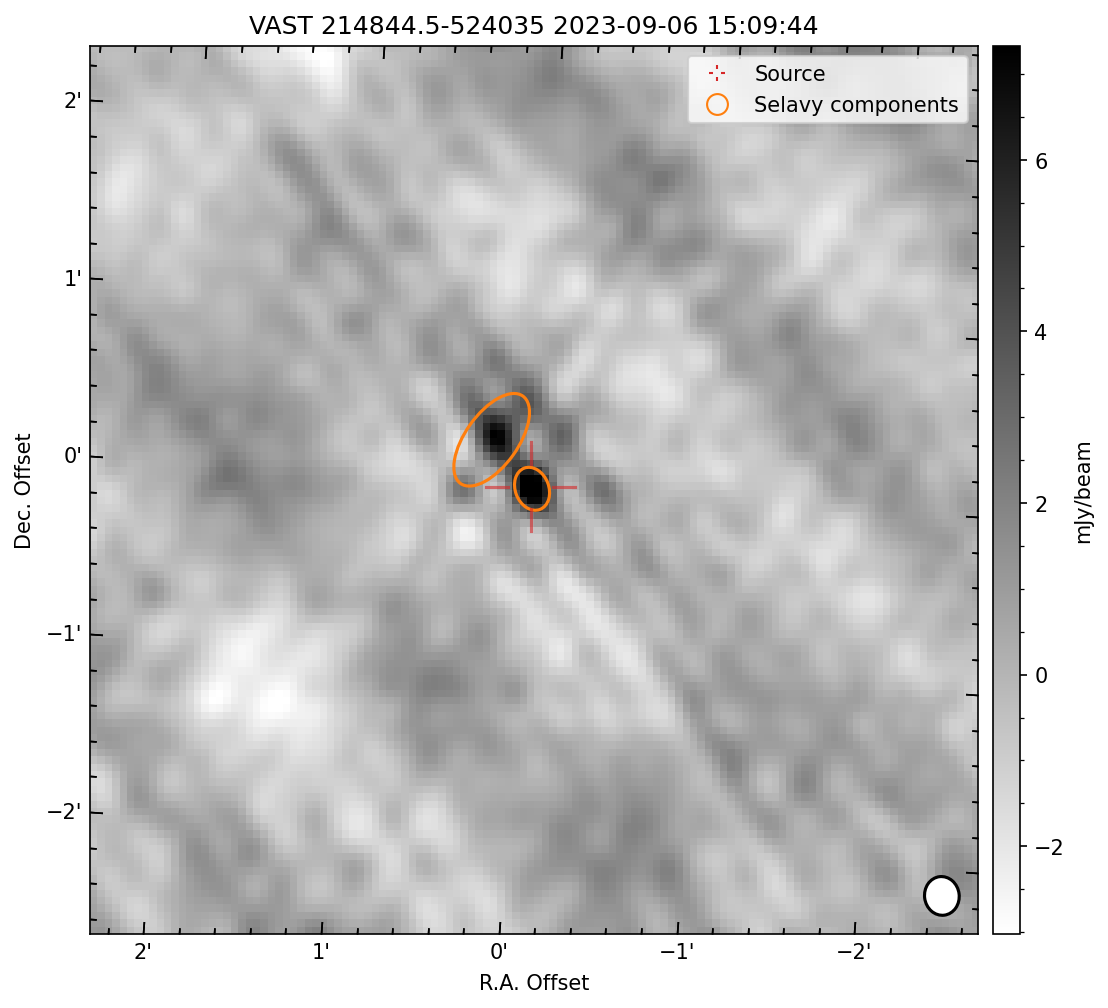 VAST 214844.5-524035 2023-09-06 15:09:44
Source
Selavy components
2'
1'
0'
−1'
−2'
Dec. Offset
2'
1'
0'
−1'
−2'
R.A. Offset
6
4
2
0
−2
mJy/beam